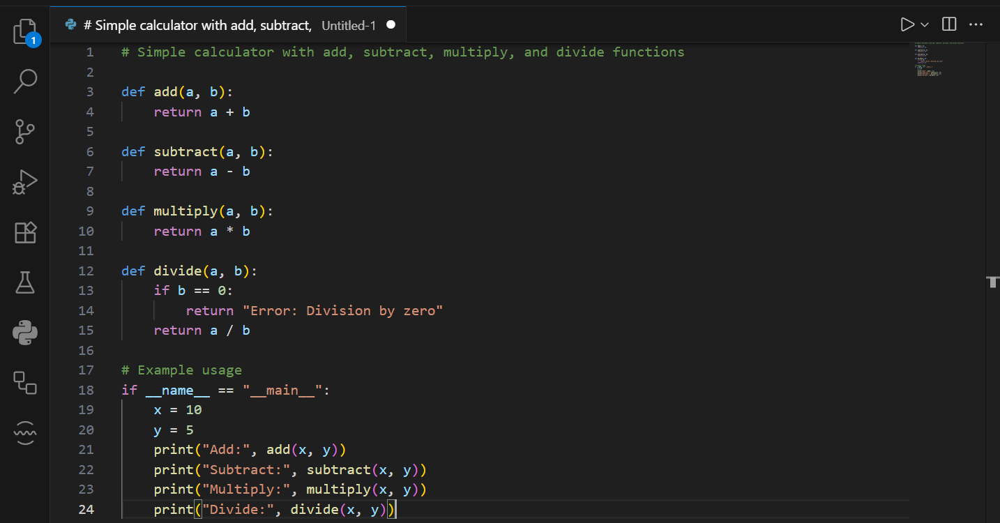 1
# Simple calculator with add, subtract, Untitled-1
1 # Simple calculator with add, subtract, multiply, and divide functions
2
3 def add(a, b):
4     return a + b
5
6 def subtract(a, b):
7     return a - b
8
9 def multiply(a, b):
10     return a * b
11
12 def divide(a, b):
13     if b == 0:
14         return "Error: Division by zero"
15     return a / b
16
17 # Example usage
18 if __name__ == "__main__":
19     x = 10
20     y = 5
21     print("Add:", add(x, y))
22     print("Subtract:", subtract(x, y))
23     print("Multiply:", multiply(x, y))
24     print("Divide:", divide(x, y))